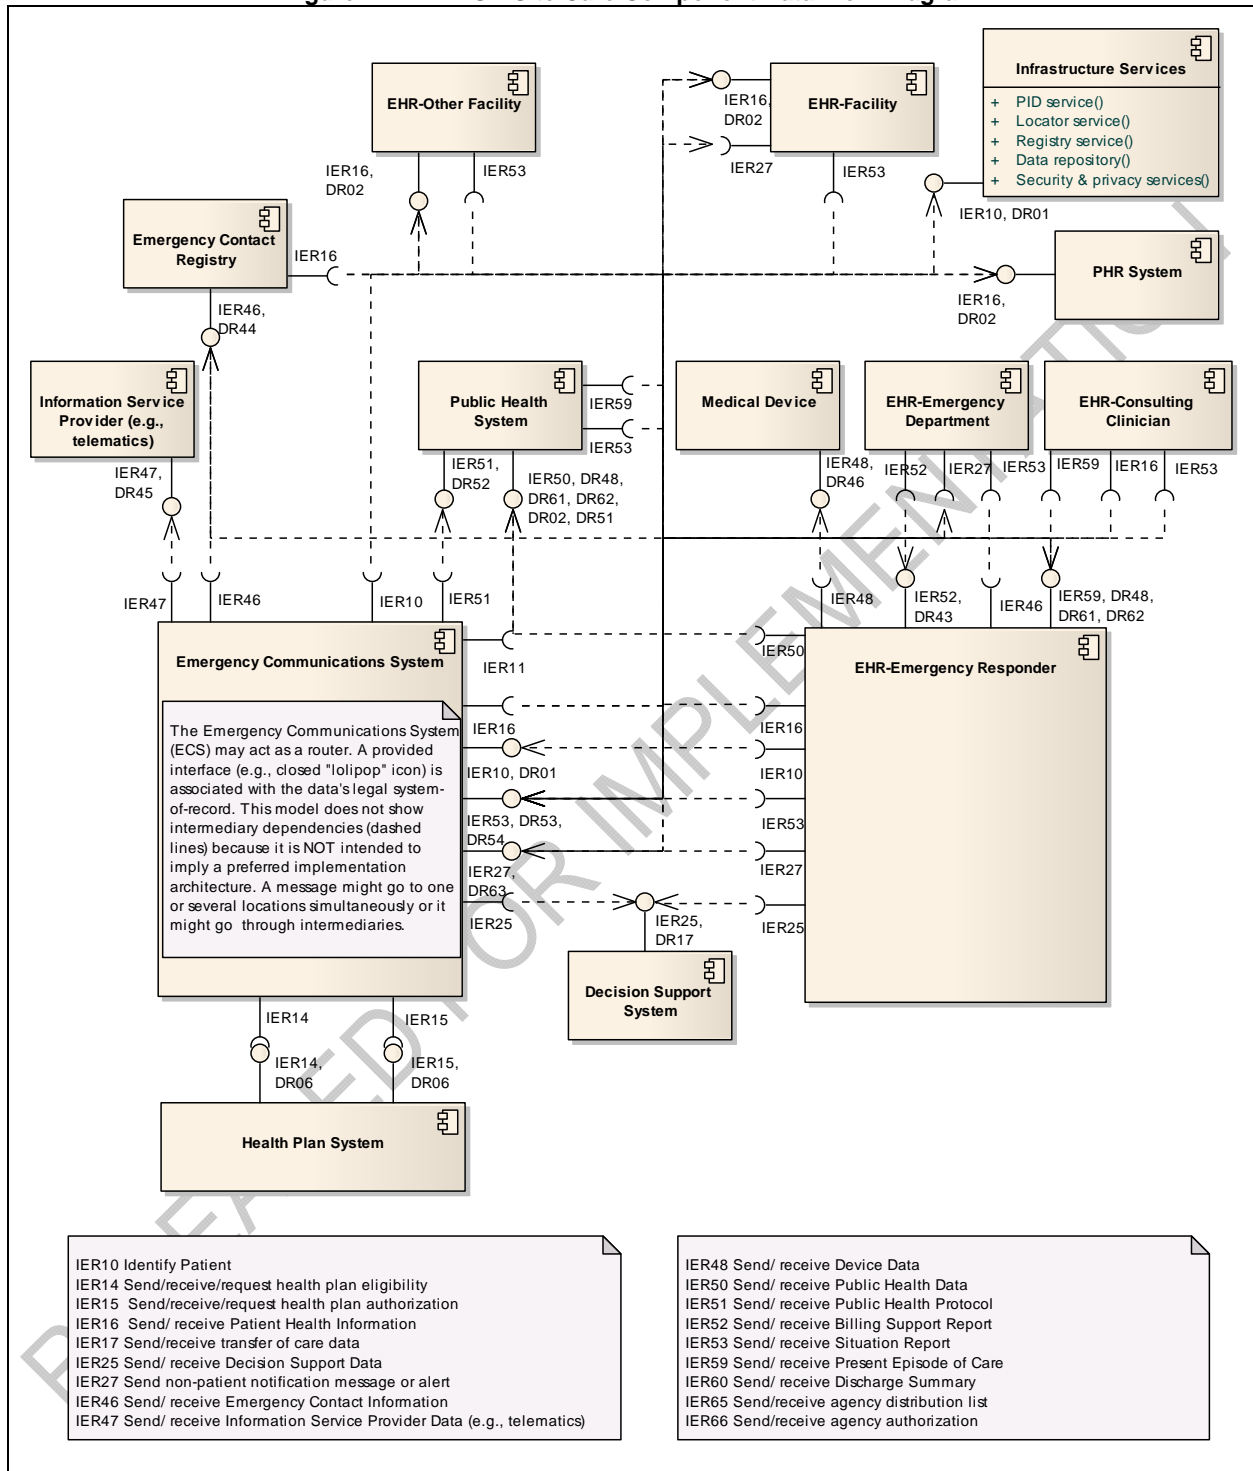 EHR-Other Facility
EHR-Facility
Infrastructure Services
+ PID service()
+ Locator service()
+ Registry service()
+ Data repository()
+ Security & privacy services()
IER16,
DR02
IER53
IER16,
DR02
IER27
IER53
IER10, DR01
Emergency Contact
Registry
IER16
PHR System
IER16,
DR02
IER46,
DR44
Information Service
Provider (e.g.,
telematics)
Public Health
System
IER59
IER53
Medical Device
EHR-Emergency
Department
EHR-Consulting
Clinician
IER47,
DR45
IER51,
DR52
IER50, DR48,
DR61, DR62,
DR02, DR51
IER48,
DR46
IER52
IER27
IER53
IER59
IER16
IER53
IER47
IER46
IER10
IER51
IER48
IER52,
DR43
IER46
IER59, DR48,
DR61, DR62
Emergency Communications System
The Emergency Communications System
(ECS) may act as a router. A provided
interface (e.g., closed "lolipop" icon) is
associated with the data's legal system-
of-record. This model does not show
intermediary dependencies (dashed
lines) because it is NOT intended to
imply a preferred implementation
architecture. A message might go to one
or several locations simultaneously or it
might go through intermediaries.
IER11
IER16
IER10, DR01
IER53, DR53,
DR54
IER27,
DR63
IER25
IER50
IER16
IER10
IER53
IER27
IER25
EHR-Emergency Responder
IER25,
DR17
Decision Support
System
IER14
IER15
IER14,
DR06
IER15,
DR06
Health Plan System
IER10 Identify Patient
IER14 Send/receive/request health plan eligibility
IER15 Send/receive/request health plan authorization
IER16 Send/ receive Patient Health Information
IER17 Send/receive transfer of care data
IER25 Send/ receive Decision Support Data
IER27 Send non-patient notification message or alert
IER46 Send/ receive Emergency Contact Information
IER47 Send/ receive Information Service Provider Data (e.g., telematics)
IER48 Send/ receive Device Data
IER50 Send/ receive Public Health Data
IER51 Send/ receive Public Health Protocol
IER52 Send/ receive Billing Support Report
IER53 Send/ receive Situation Report
IER59 Send/ receive Present Episode of Care
IER60 Send/ receive Discharge Summary
IER65 Send/receive agency distribution list
IER66 Send/receive agency authorization
FOR IMPLEMENTATION